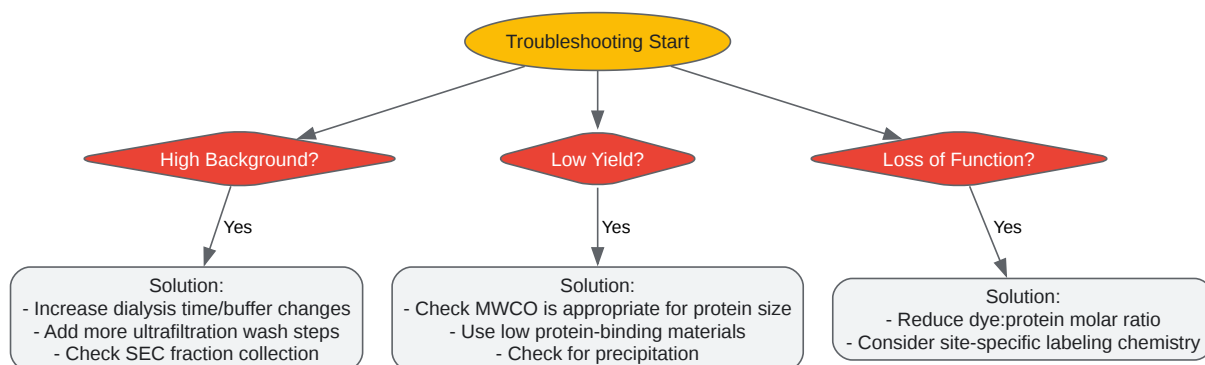 Troubleshooting Start
High Background?
Low Yield?
Loss of Function?
Yes
Yes
Yes
Solution:
- Increase dialysis time/buffer changes
- Add more ultrafiltration wash steps
- Check SEC fraction collection
Solution:
- Check MWCO is appropriate for protein size
- Use low protein-binding materials
- Check for precipitation
Solution:
- Reduce dye:protein molar ratio
- Consider site-specific labeling chemistry